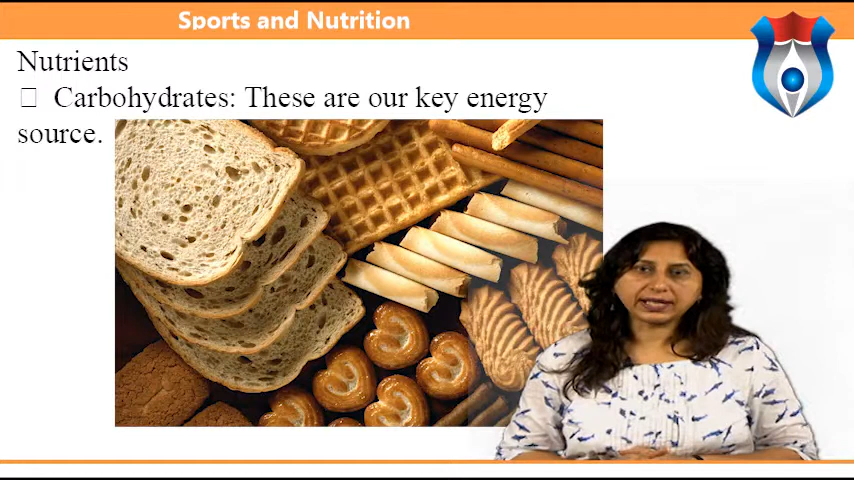 Sports and Nutrition
Nutrients
□ Carbohydrates: These are our key energy
source.